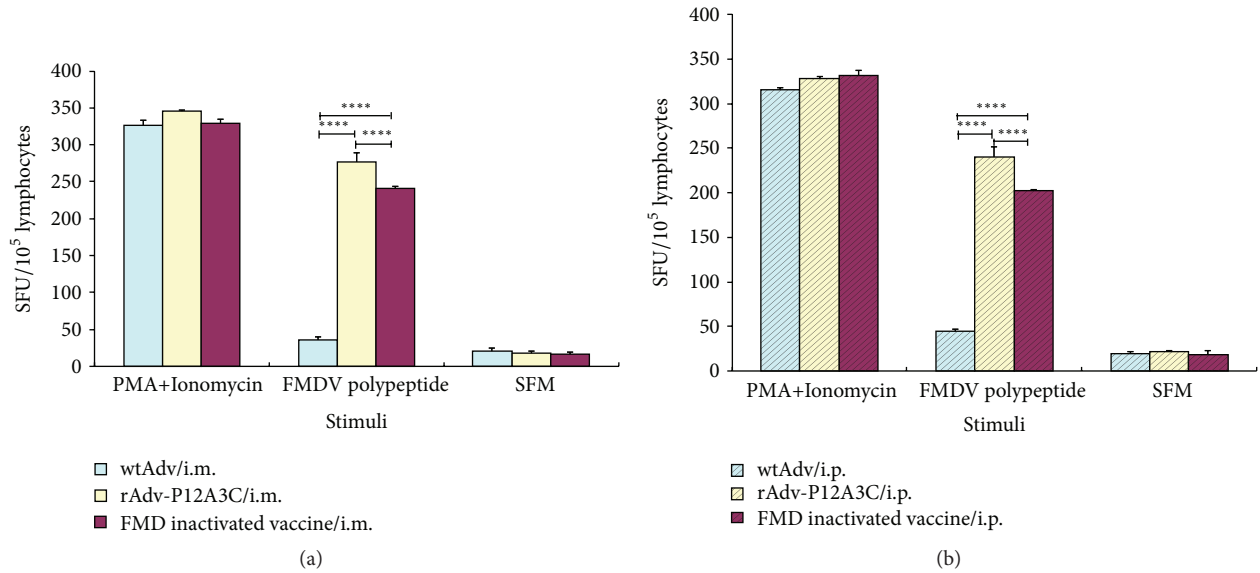 400
350
300
250
200
150
100
50
0
SFU/10⁵ lymphocytes
****
****
****
PMA+Ionomycin FMDV polypeptide SFM
Stimuli
wtAdv/i.m.
rAdv-P12A3C/i.m.
FMD inactivated vaccine/i.m.
(a)
400
350
300
250
200
150
100
50
0
SFU/10⁵ lymphocytes
****
****
****
PMA+Ionomycin FMDV polypeptide SFM
Stimuli
wtAdv/i.p.
rAdv-P12A3C/i.p.
FMD inactivated vaccine/i.p.
(b)